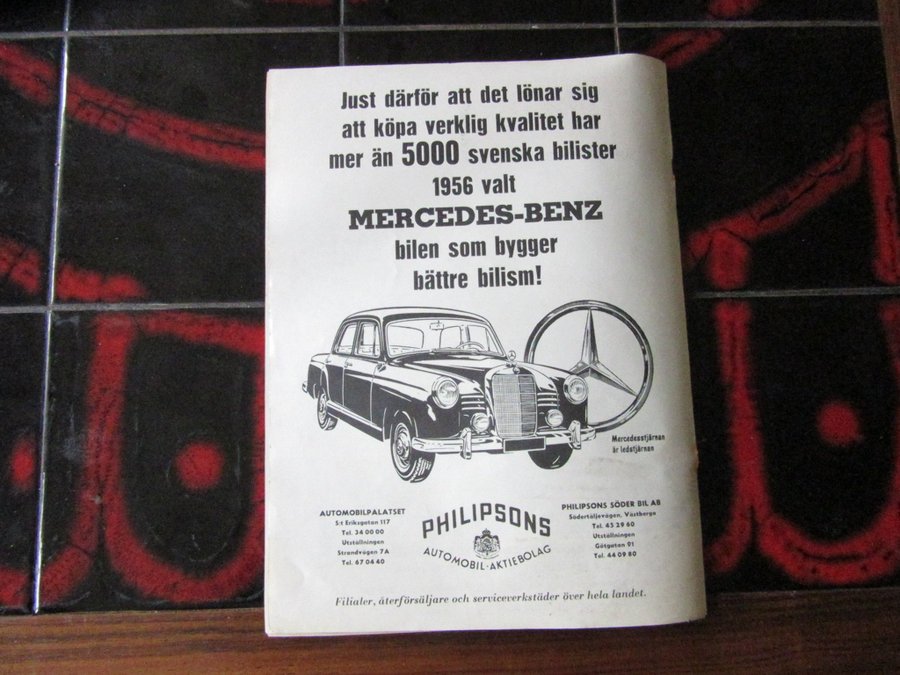 Just därför att det lönar sig
att köpa verklig kvalitet har
mer än 5000 svenska bilister
1956 valt
MERCEDES-BENZ
bilen som bygger
bättre bilism!
Mercedesstjärnan
är ledstjärnan
AUTOMOBILPALATSET
S:t Eriksgatan 117
Tel. 34 00 00
Utställningen
Strandvägen 7A
Tel. 67 04 40
PHILIPSONS
AUTOMOBIL-AKTIEBOLAG
PHILIPSONS SÖDER BIL AB
Södertäljevägen, Västberga
Tel. 45 29 60
Utställningen
Götgatan 91
Tel. 44 09 80
Filialer, återförsäljare och serviceverkstäder över hela landet.